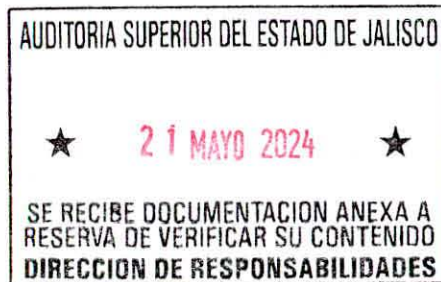 AUDITORIA SUPERIOR DEL ESTADO DE JALISCO
★ 21 MAYO 2024 ★
SE RECIBE DOCUMENTACION ANEXA A
RESERVA DE VERIFICAR SU CONTENIDO
DIRECCION DE RESPONSABILIDADES